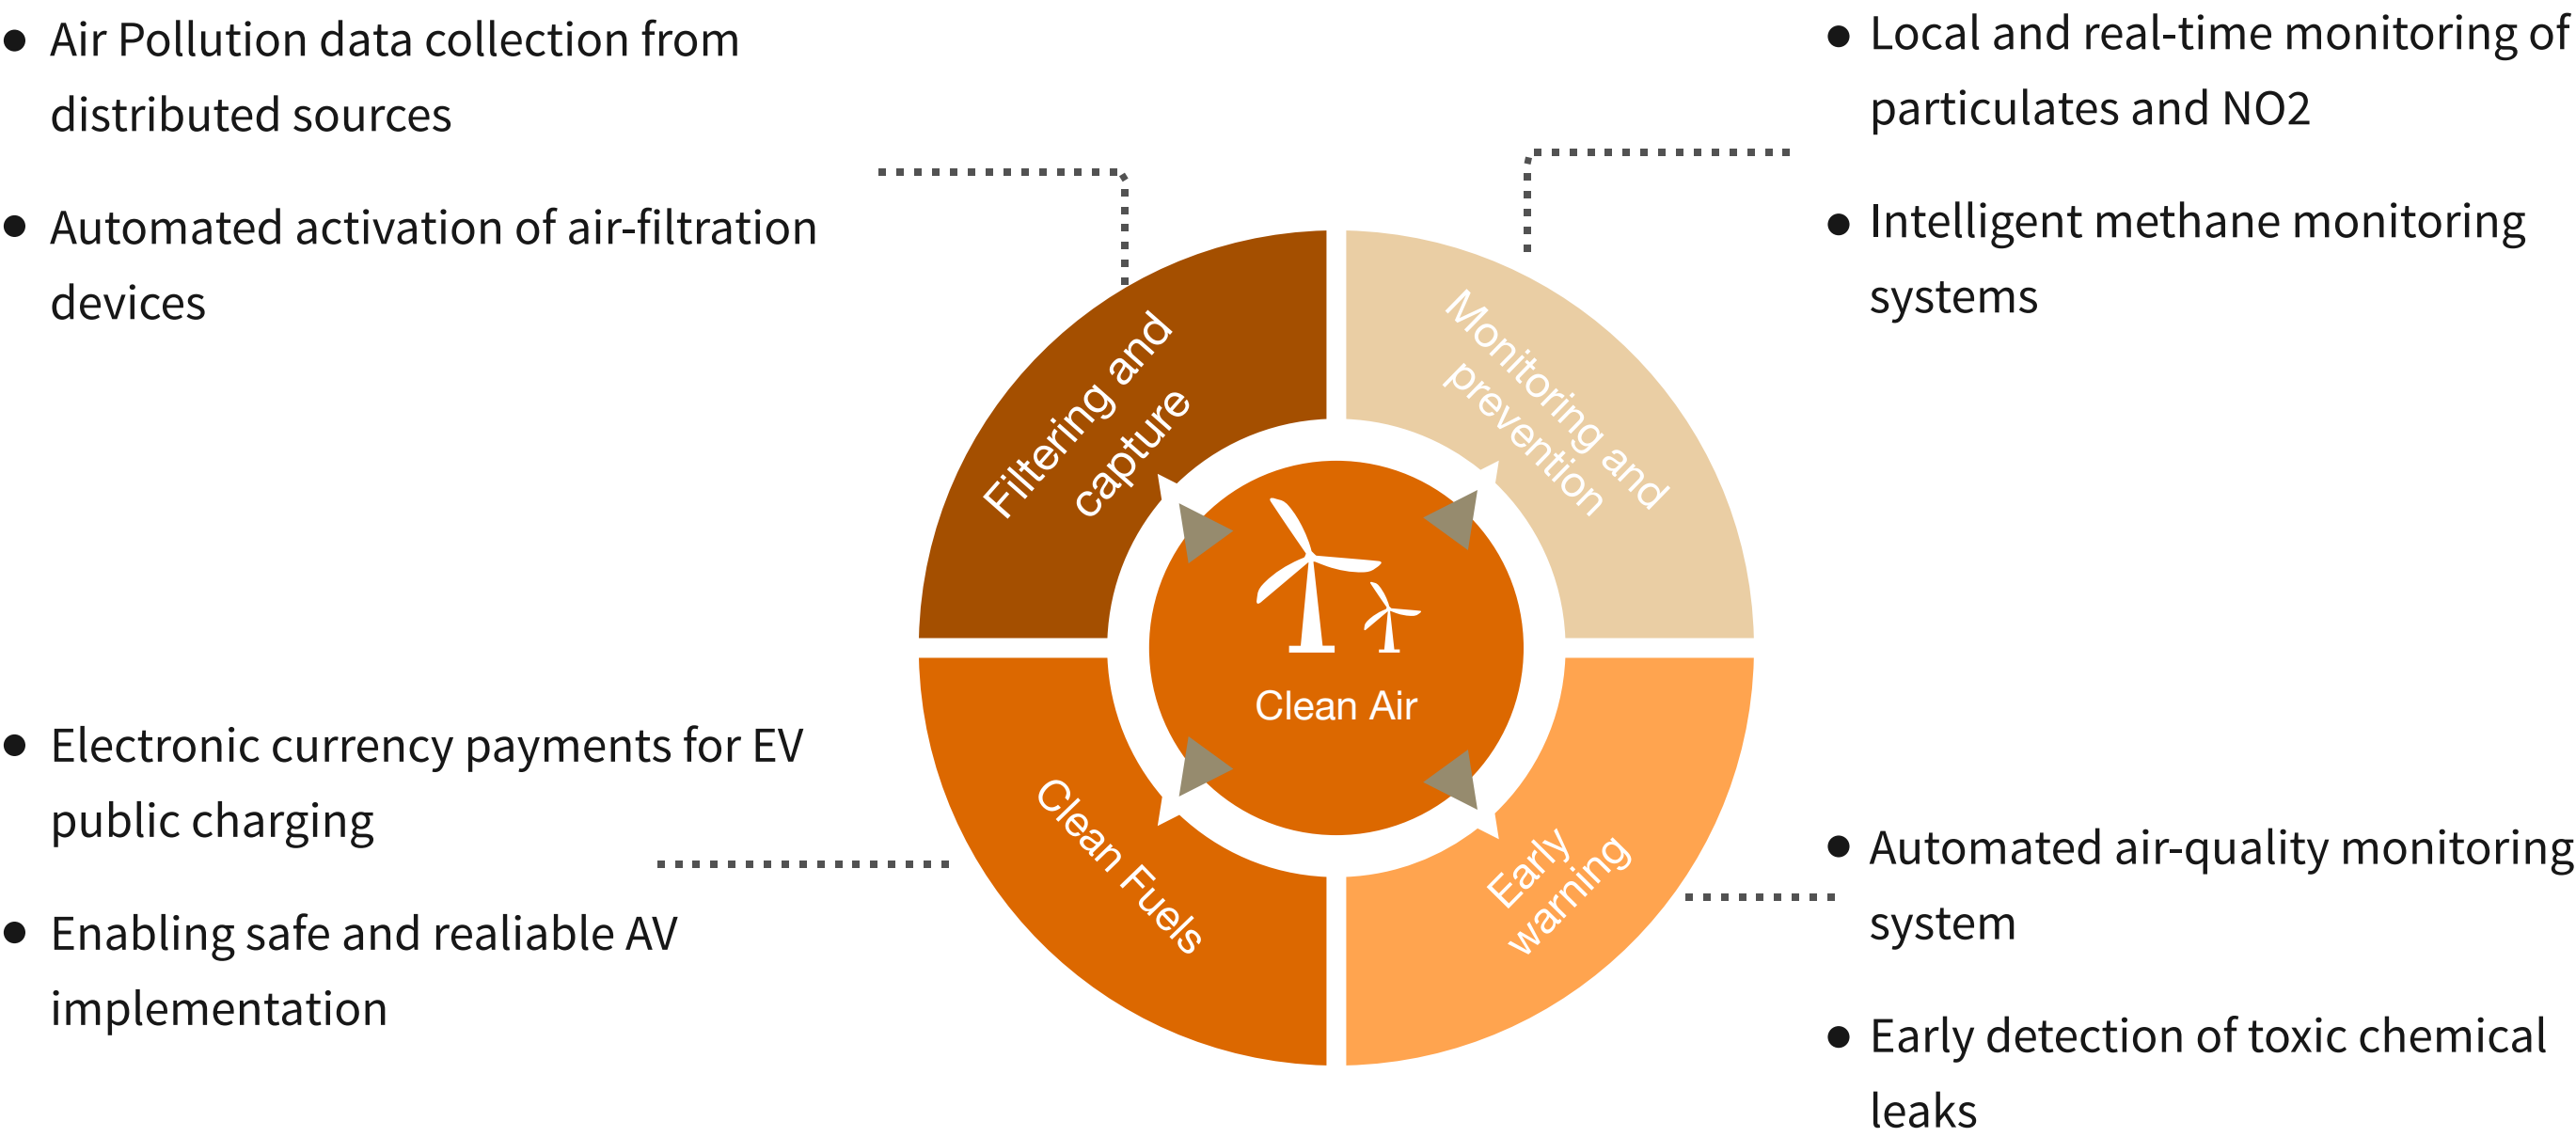 ● Air Pollution data collection from
distributed sources
● Automated activation of air-filtration
devices
● Local and real-time monitoring of
particulates and NO2
● Intelligent methane monitoring
systems
Filtering and
capture
Monitoring and
prevention
Clean Air
Clean Fuels
Early
warning
● Electronic currency payments for EV
public charging
● Enabling safe and realiable AV
implementation
● Automated air-quality monitoring
system
● Early detection of toxic chemical
leaks